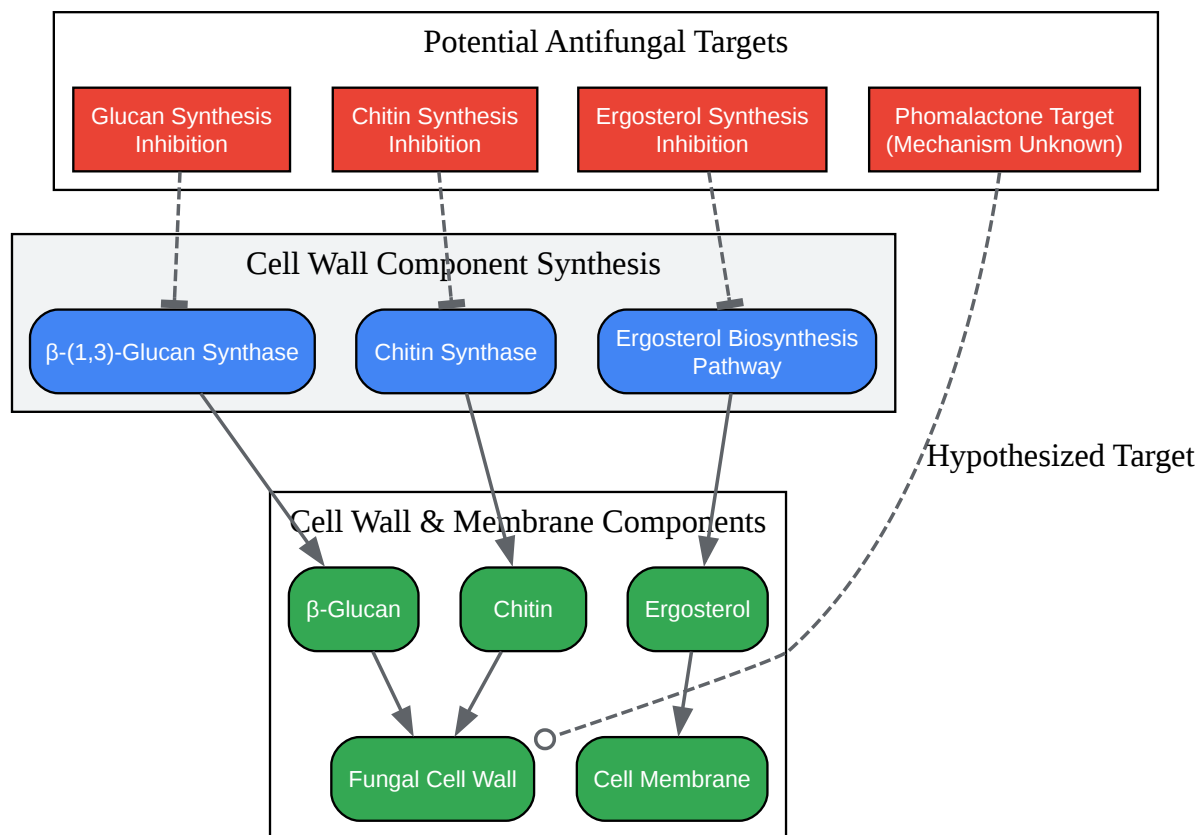 Potential Antifungal Targets
Glucan Synthesis
Inhibition
Chitin Synthesis
Inhibition
Ergosterol Synthesis
Inhibition
Phomalactone Target
(Mechanism Unknown)
Cell Wall Component Synthesis
β-(1,3)-Glucan Synthase
Chitin Synthase
Ergosterol Biosynthesis
Pathway
Hypothesized Target
Cell Wall & Membrane Components
β-Glucan
Chitin
Ergosterol
Fungal Cell Wall
Cell Membrane